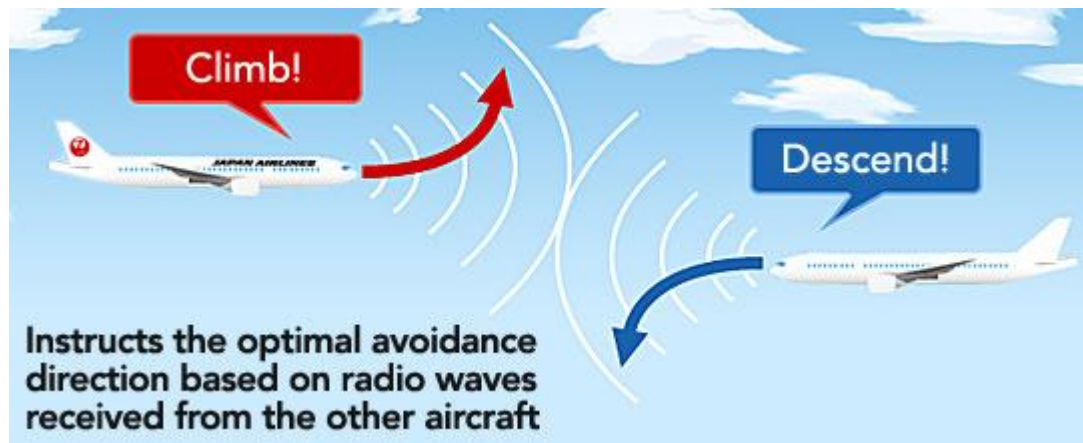 Climb!
JAPAN AIRLINES
Descend!
Instructs the optimal avoidance
direction based on radio waves
received from the other aircraft